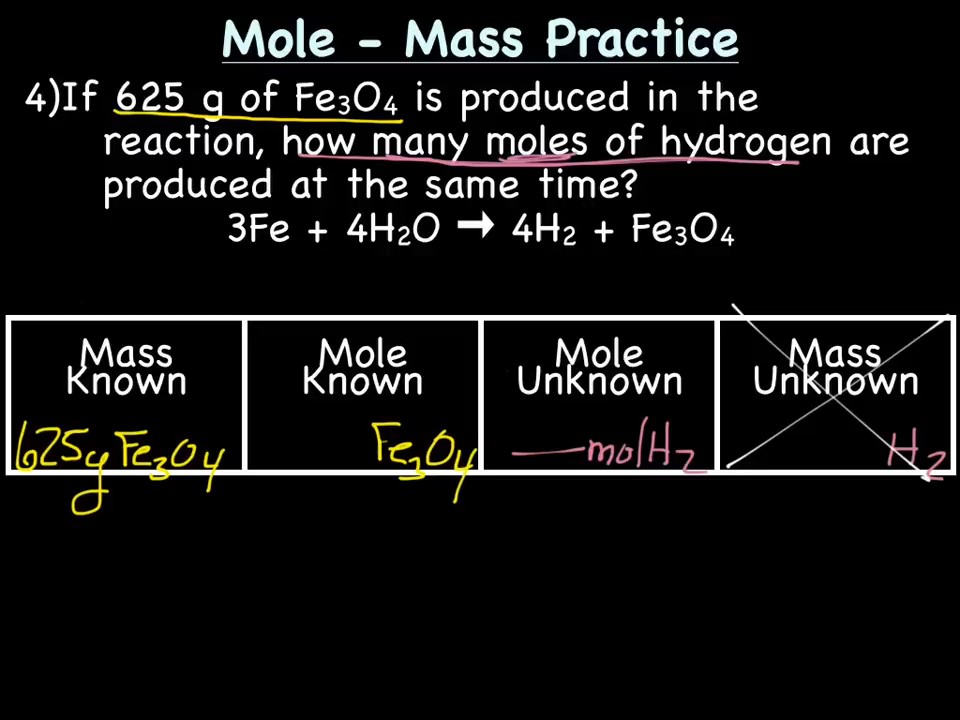 Mole - Mass Practice
4)If 625 g of Fe₃O₄ is produced in the
reaction, how many moles of hydrogen are
produced at the same time?
3Fe + 4H₂O ➞ 4H₂ + Fe₃O₄
Mass
Known
625g Fe₃O₄
Mole
Known
Fe₃O₄
Mole
Unknown
___ mol H₂
Mass
Unknown
H₂